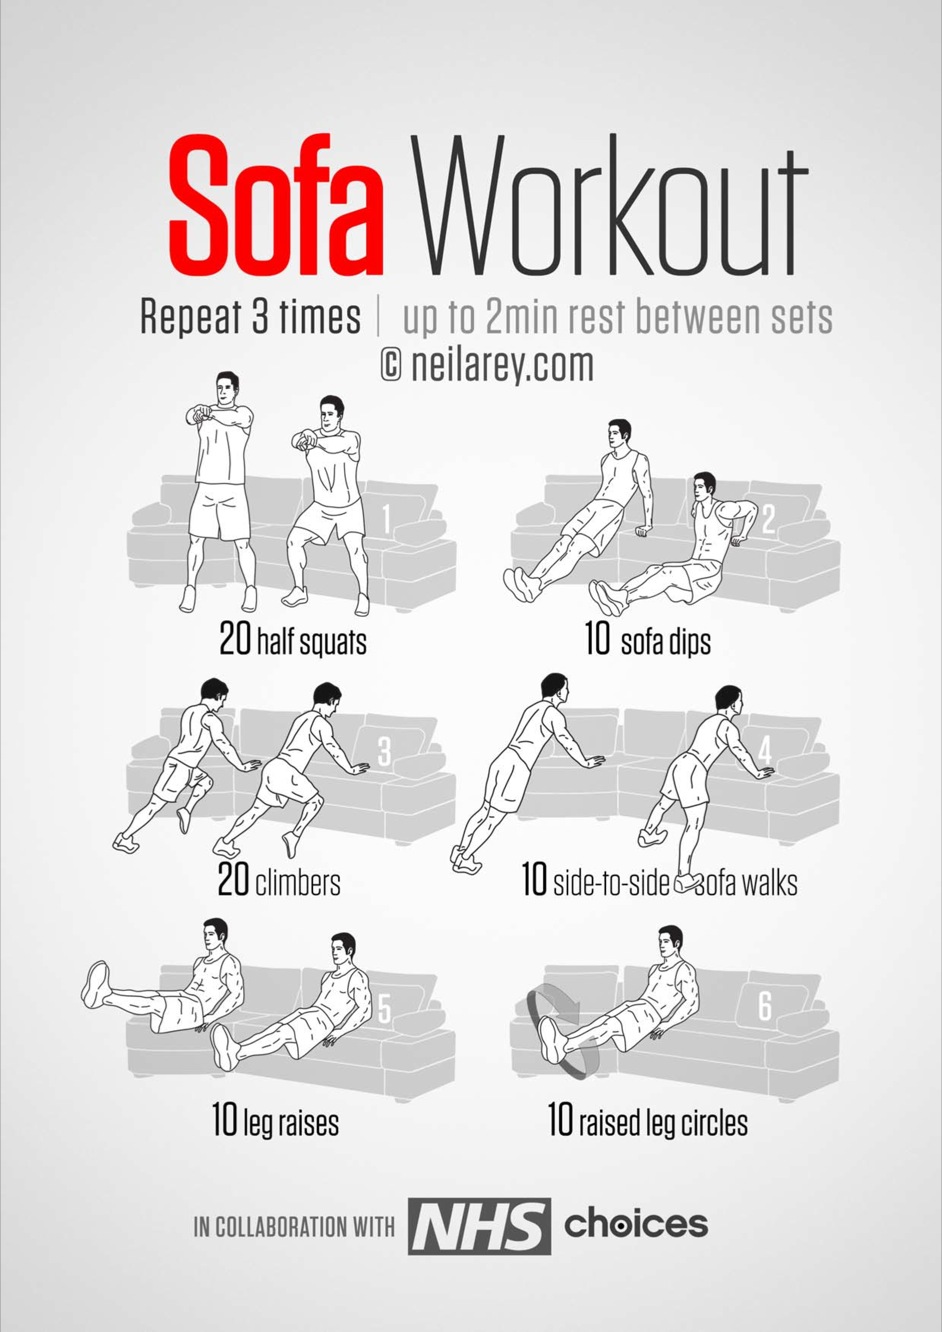 Sofa Workout
Repeat 3 times | up to 2min rest between sets
© neilarey.com
1
2
20 half squats
10 sofa dips
3
4
20 climbers
10 side-to-side sofa walks
5
6
10 leg raises
10 raised leg circles
IN COLLABORATION WITH NHS choices